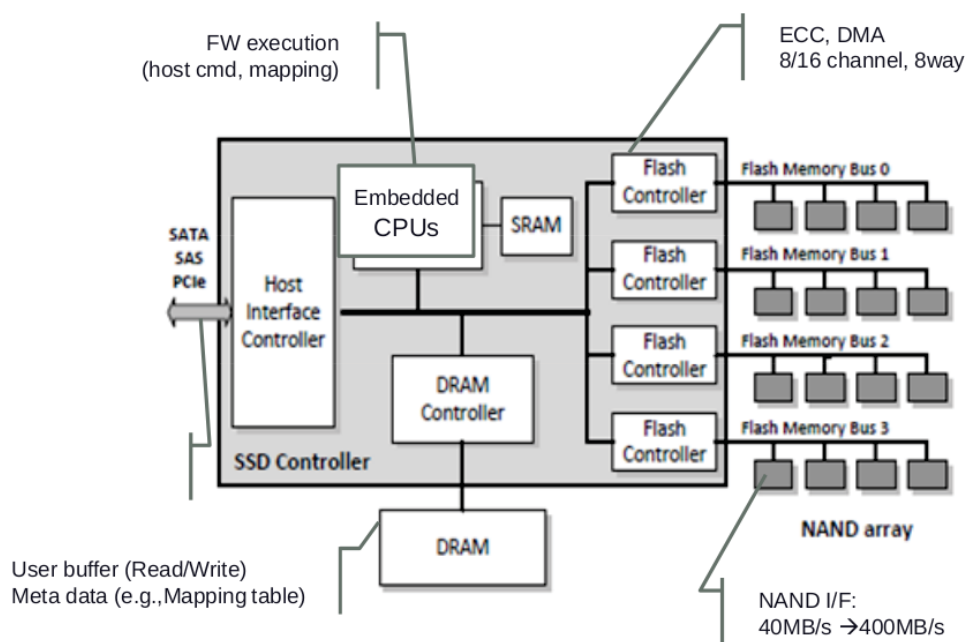 FW execution
(host cmd, mapping)
ECC, DMA
8/16 channel, 8way
Embedded
CPUs
SRAM
Flash
Controller
Flash Memory Bus 0
SATA
SAS
PCIe
Host
Interface
Controller
Flash
Controller
Flash Memory Bus 1
DRAM
Controller
Flash
Controller
Flash Memory Bus 2
Flash
Controller
Flash Memory Bus 3
SSD Controller
NAND array
DRAM
User buffer (Read/Write)
Meta data (e.g.,Mapping table)
NAND I/F:
40MB/s →400MB/s